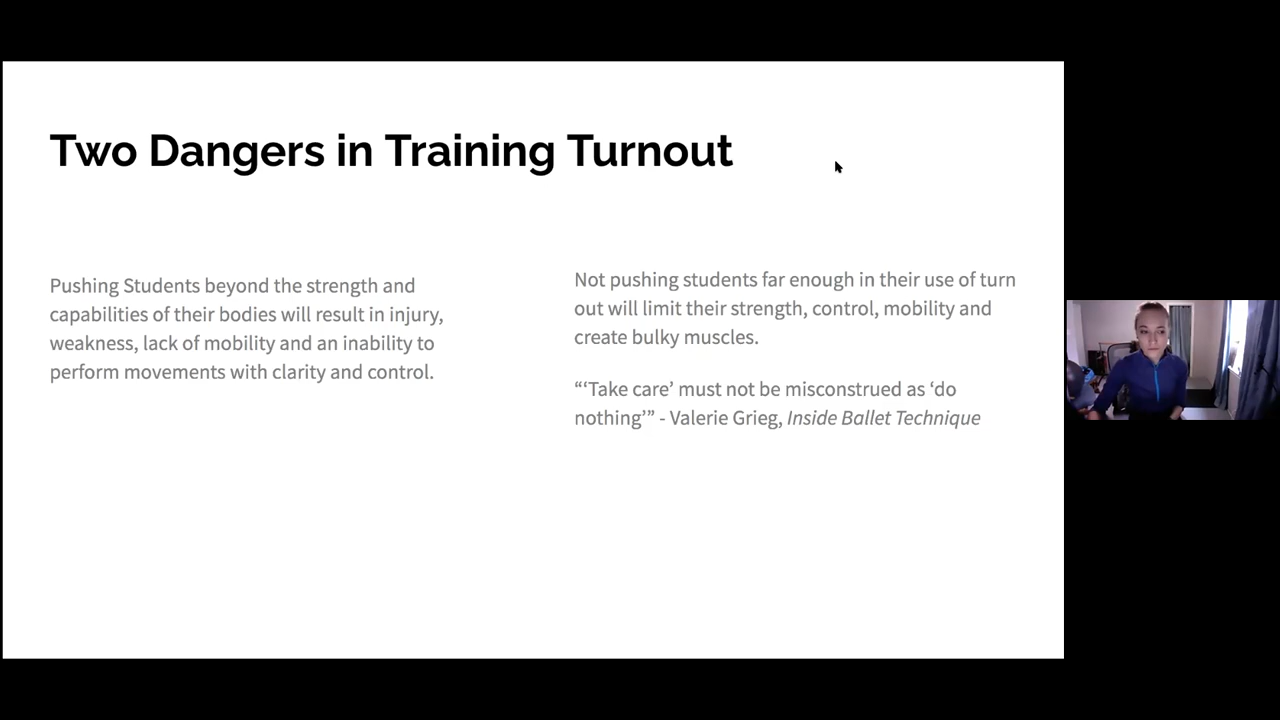 Two Dangers in Training Turnout
Pushing Students beyond the strength and
capabilities of their bodies will result in injury,
weakness, lack of mobility and an inability to
perform movements with clarity and control.
Not pushing students far enough in their use of turn
out will limit their strength, control, mobility and
create bulky muscles.
“‘Take care’ must not be misconstrued as ‘do
nothing’” - Valerie Grieg, Inside Ballet Technique